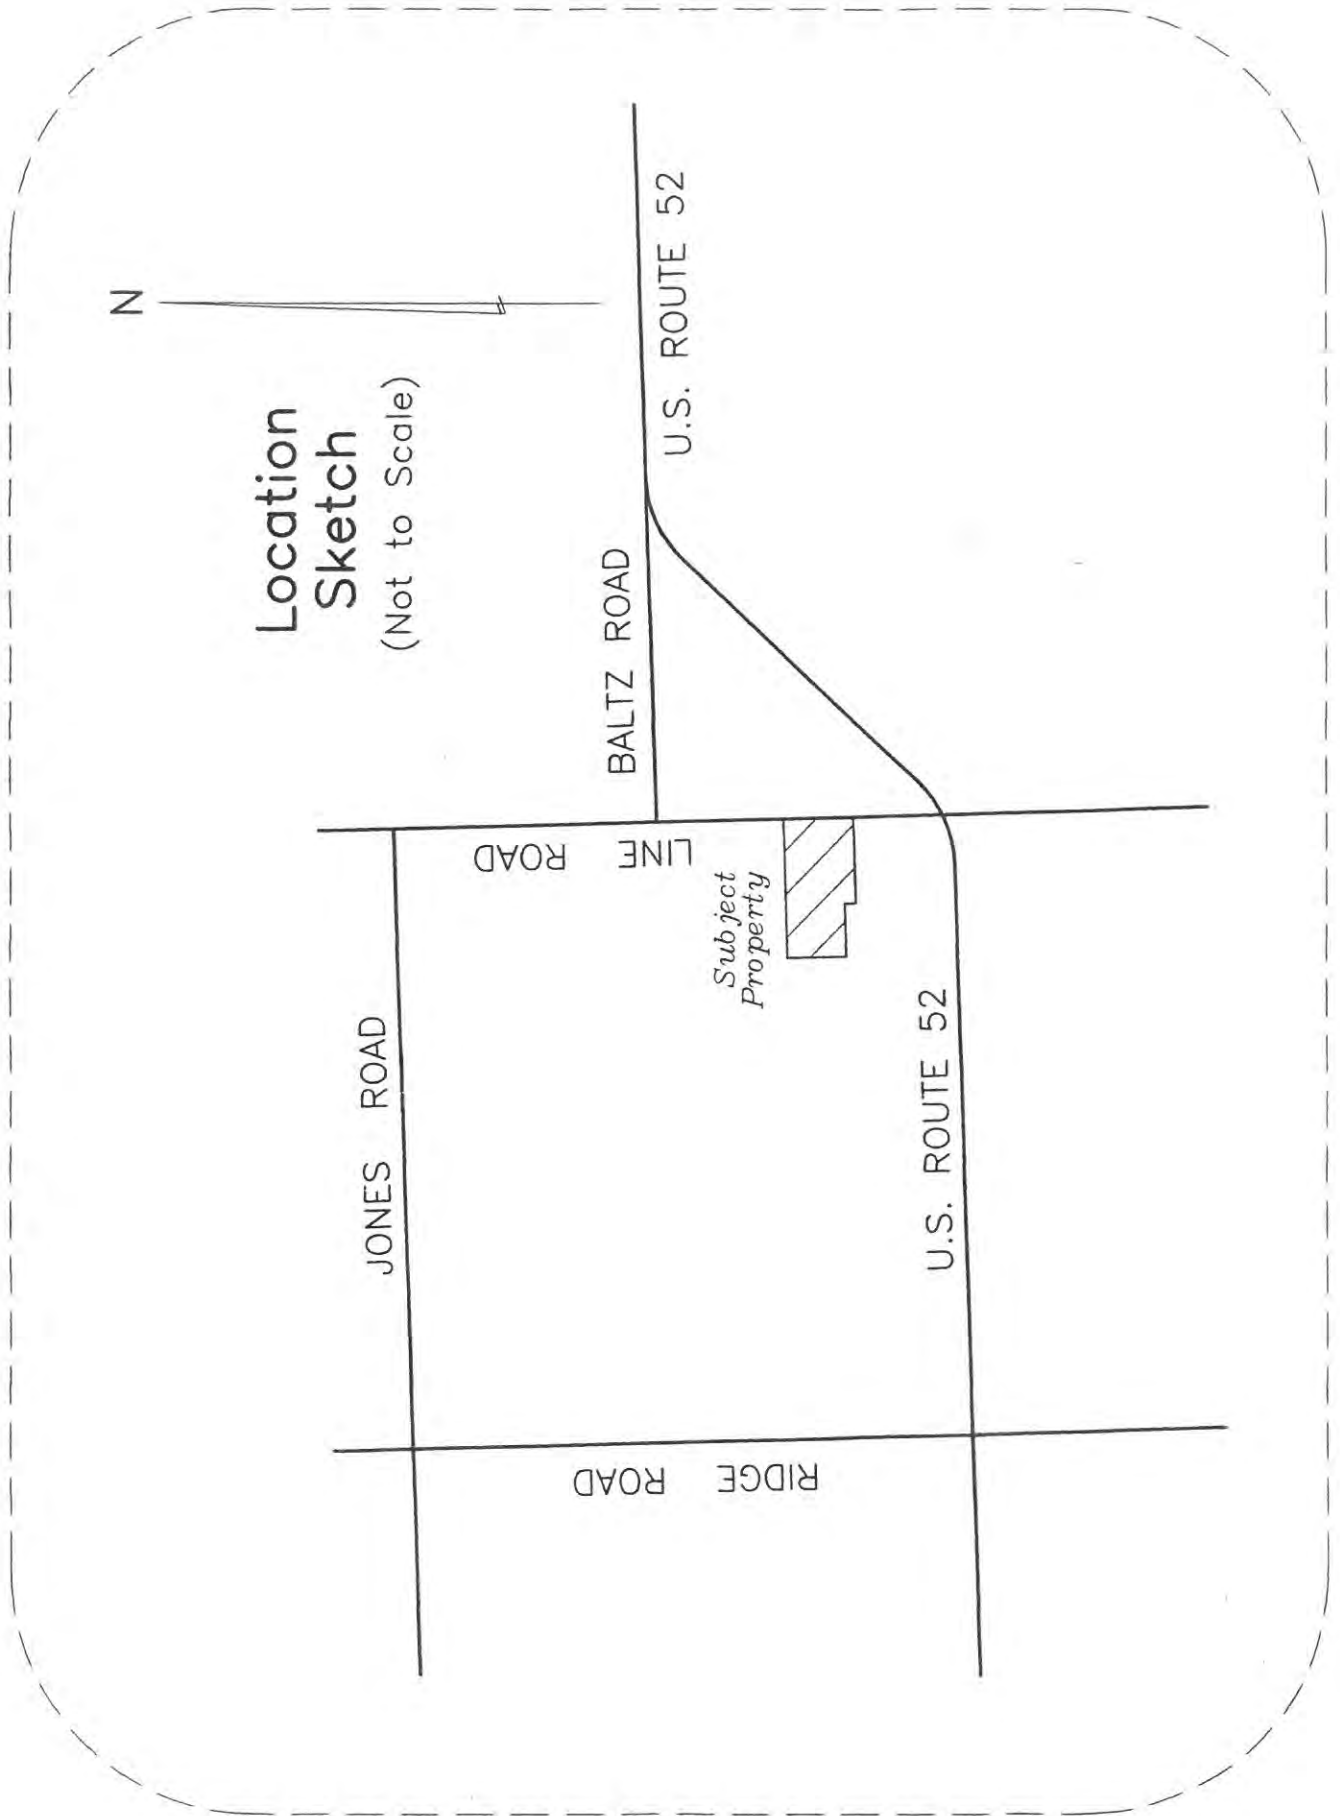 N
Location
Sketch
(Not to Scale)
JONES ROAD
BALTZ ROAD
U.S. ROUTE 52
LINE ROAD
Subject
Property
U.S. ROUTE 52
RIDGE ROAD